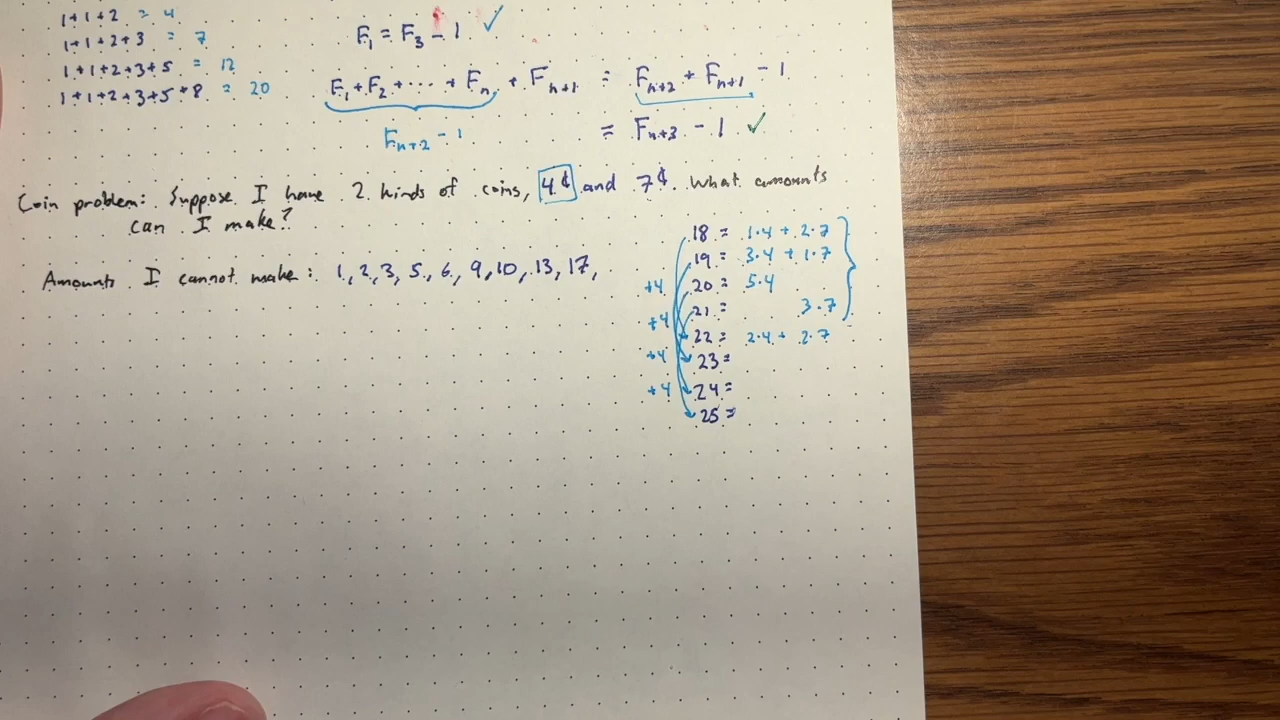 1+1+2 = 4
1+1+2+3 = 7
1+1+2+3+5 = 12
1+1+2+3+5+8 = 20
F₁ = F₃ - 1 ✓
F₁ + F₂ + ⋯ + Fₙ + Fₙ₊₁ = Fₙ₊₂ + Fₙ₊₁ - 1
Fₙ₊₂ - 1
= Fₙ₊₃ - 1 ✓
Coin problem: Suppose I have 2 kinds of coins, 4¢ and 7¢. What amounts
can I make?
Amounts I cannot make: 1, 2, 3, 5, 6, 9, 10, 13, 17,
18 = 1·4 + 2·7
19 = 3·4 + 1·7
20 = 5·4
21 = 3·7
22 = 2·4 + 2·7
23 =
24 =
25 =
+4
+4
+4
+4